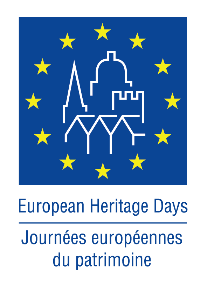 European Heritage Days
Journées européennes
du patrimoine